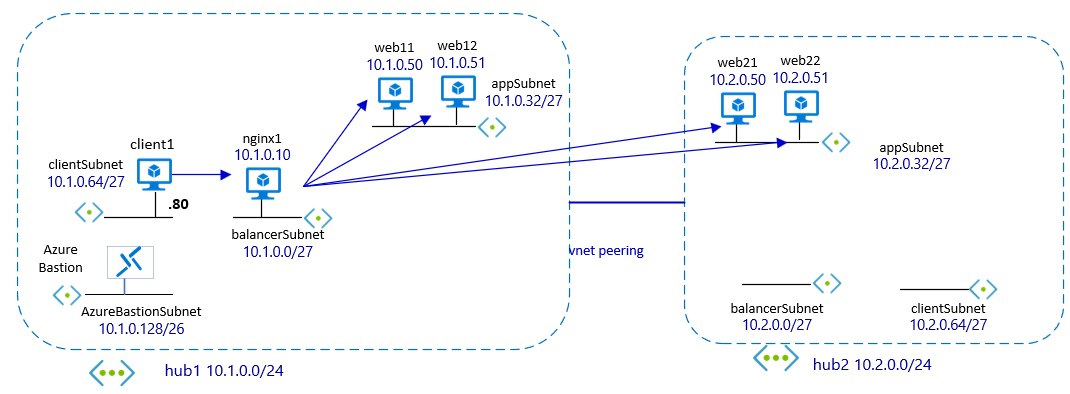 web11
10.1.0.50
web12
10.1.0.51
appSubnet
10.1.0.32/27
client1
clientSubnet
10.1.0.64/27
.80
nginx1
10.1.0.10
balancerSubnet
10.1.0.0/27
Azure
Bastion
AzureBastionSubnet
10.1.0.128/26
hub1 10.1.0.0/24
vnet peering
web21
10.2.0.50
web22
10.2.0.51
appSubnet
10.2.0.32/27
balancerSubnet
10.2.0.0/27
clientSubnet
10.2.0.64/27
hub2 10.2.0.0/24